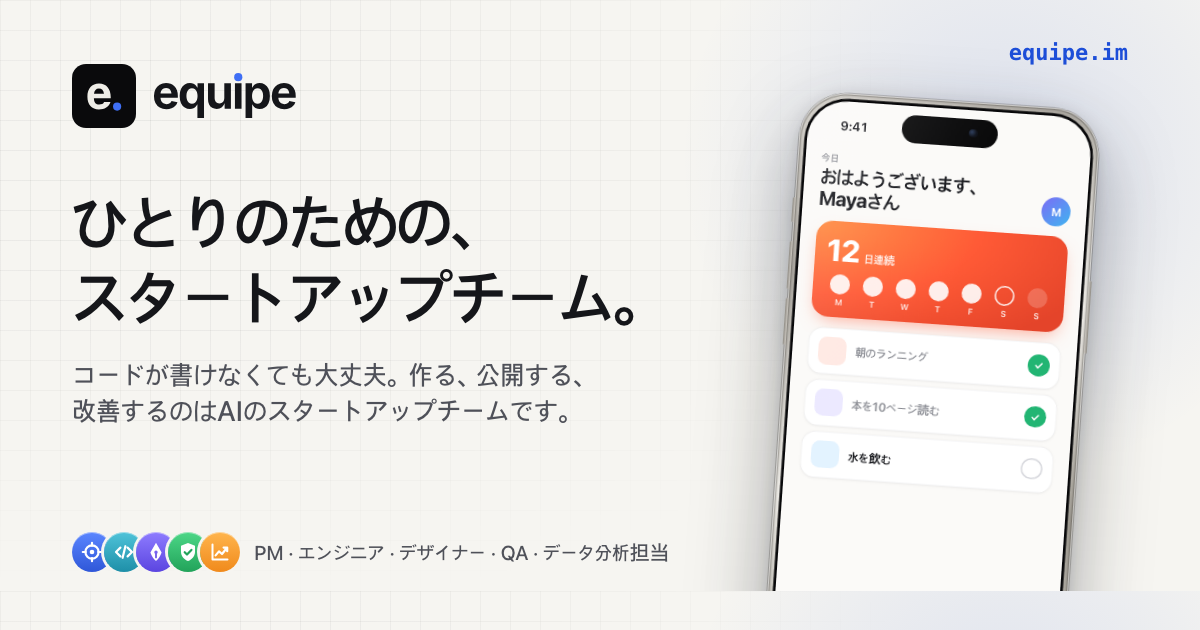 e.
equipe
equipe.im
ひとりのための、
スタートアップチーム。
コードが書けなくても大丈夫。作る、公開する、
改善するのはAIのスタートアップチームです。
PM · エンジニア · デザイナー · QA · データ分析担当
9:41
今日
おはようございます、
Mayaさん
M
12 日連続
M T W T F S S
朝のランニング
本を10ページ読む
水を飲む